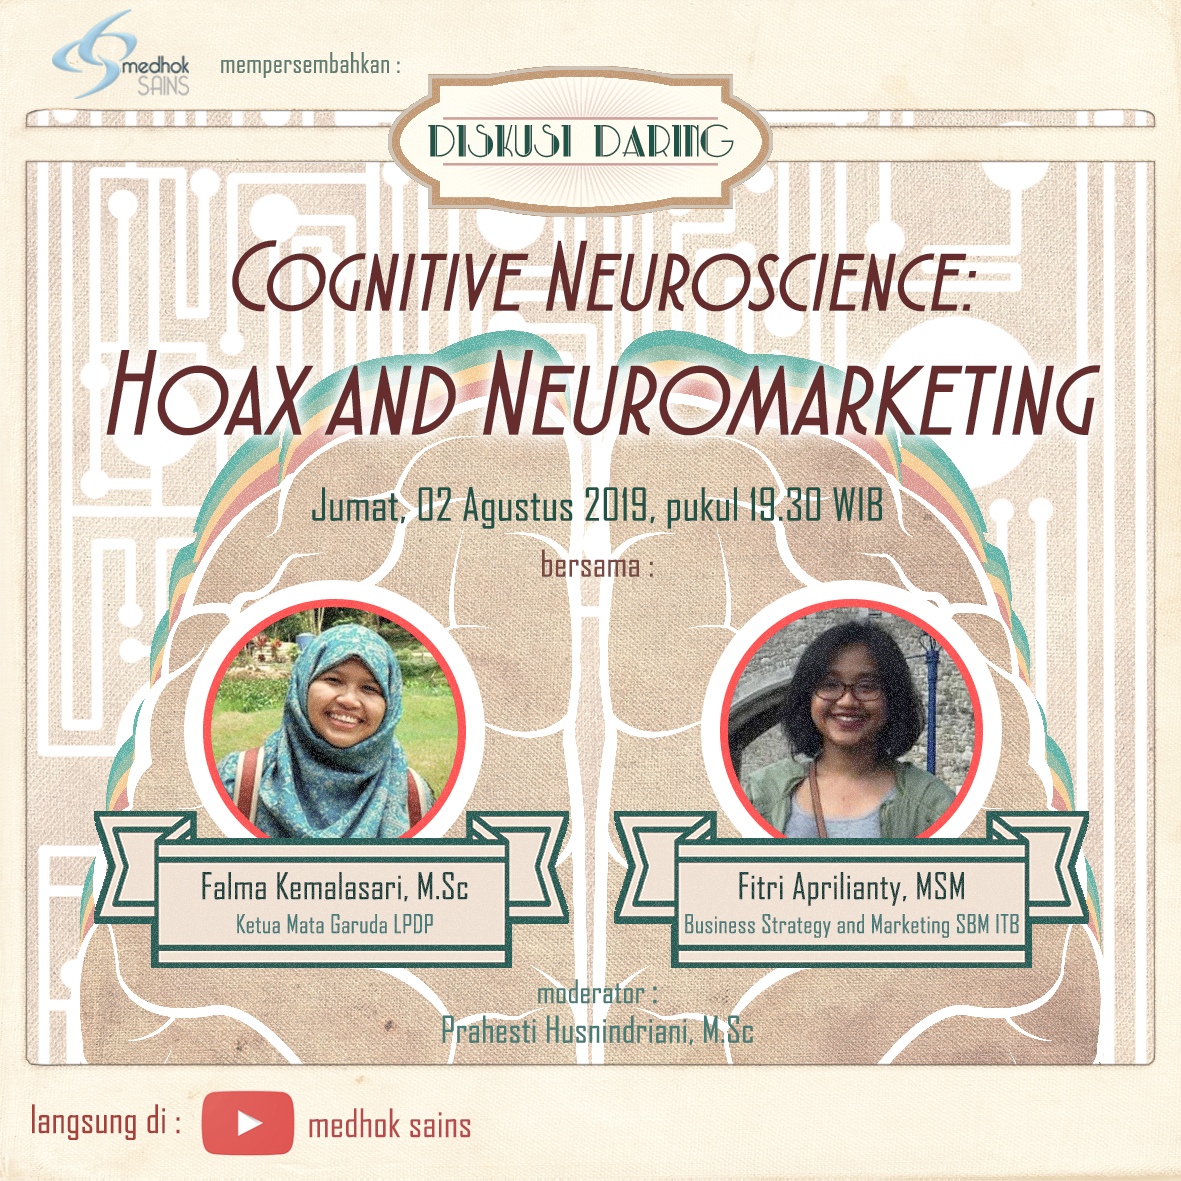 medhok
SAINS
mempersembahkan :
DISKUSI DARING
COGNITIVE NEUROSCIENCE:
HOAX AND NEUROMARKETING
Jumat, 02 Agustus 2019, pukul 19.30 WIB
bersama :
Falma Kemalasari, M.Sc
Ketua Mata Garuda LPDP
Fitri Aprilianty, MSM
Business Strategy and Marketing SBM ITB
moderator :
Prahesti Husnindriani, M.Sc
langsung di :
medhok sains